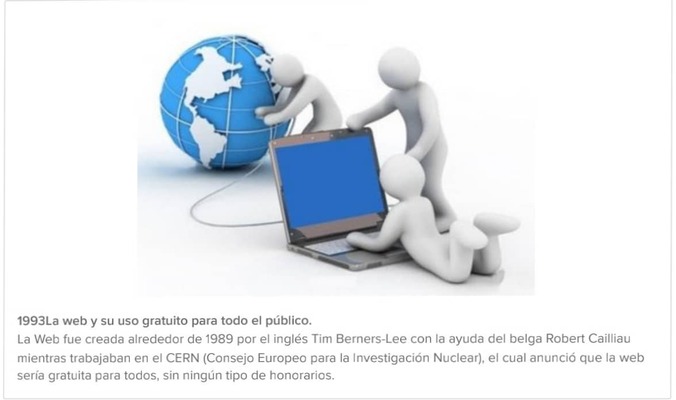 1993La web y su uso gratuito para todo el público.
La Web fue creada alrededor de 1989 por el inglés Tim Berners-Lee con la ayuda del belga Robert Cailliau
mientras trabajaban en el CERN (Consejo Europeo para la Investigación Nuclear), el cual anunció que la web
sería gratuita para todos, sin ningún tipo de honorarios.